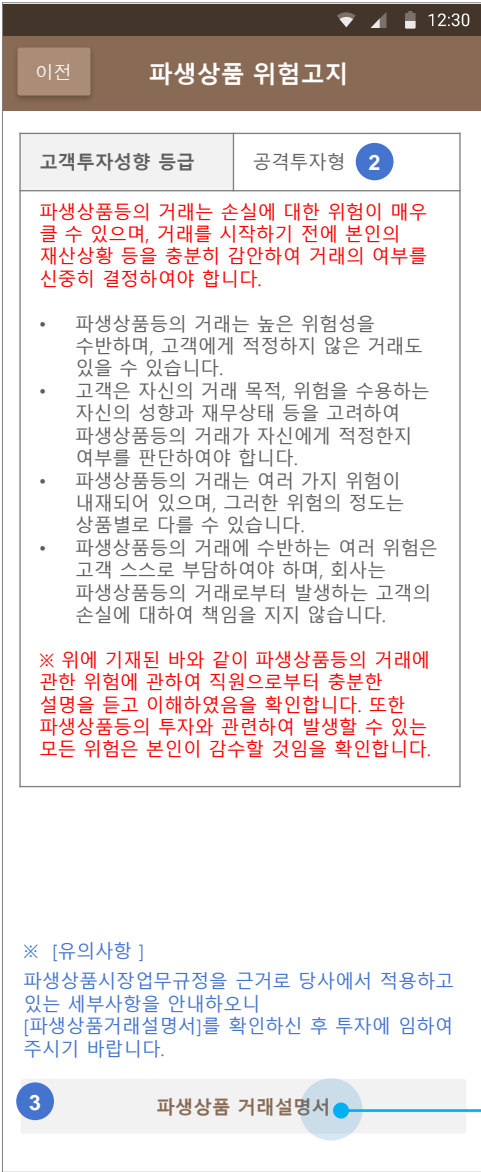 12:30
이전
파생상품 위험고지
고객투자성향 등급
공격투자형 2
파생상품등의 거래는 손실에 대한 위험이 매우
클 수 있으며, 거래를 시작하기 전에 본인의
재산상황 등을 충분히 감안하여 거래의 여부를
신중히 결정하여야 합니다.
• 파생상품등의 거래는 높은 위험성을
수반하며, 고객에게 적정하지 않은 거래도
있을 수 있습니다.
• 고객은 자신의 거래 목적, 위험을 수용하는
자신의 성향과 재무상태 등을 고려하여
파생상품등의 거래가 자신에게 적정한지
여부를 판단하여야 합니다.
• 파생상품등의 거래는 여러 가지 위험이
내재되어 있으며, 그러한 위험의 정도는
상품별로 다를 수 있습니다.
• 파생상품등의 거래에 수반하는 여러 위험은
고객 스스로 부담하여야 하며, 회사는
파생상품등의 거래로부터 발생하는 고객의
손실에 대하여 책임을 지지 않습니다.
※ 위에 기재된 바와 같이 파생상품등의 거래에
관한 위험에 관하여 직원으로부터 충분한
설명을 듣고 이해하였음을 확인합니다. 또한
파생상품등의 투자와 관련하여 발생할 수 있는
모든 위험은 본인이 감수할 것임을 확인합니다.
※ [유의사항 ]
파생상품시장업무규정을 근거로 당사에서 적용하고
있는 세부사항을 안내하오니
[파생상품거래설명서]를 확인하신 후 투자에 임하여
주시기 바랍니다.
3
파생상품 거래설명서